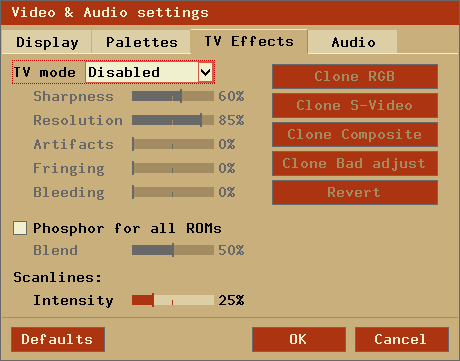 Video & Audio settings
Display Palettes TV Effects Audio
TV mode Disabled
Sharpness 60%
Resolution 85%
Artifacts 0%
Fringing 0%
Bleeding 0%
Clone RGB
Clone S-Video
Clone Composite
Clone Bad adjust
Revert
Phosphor for all ROMs
Blend 50%
Scanlines:
Intensity 25%
Defaults OK Cancel